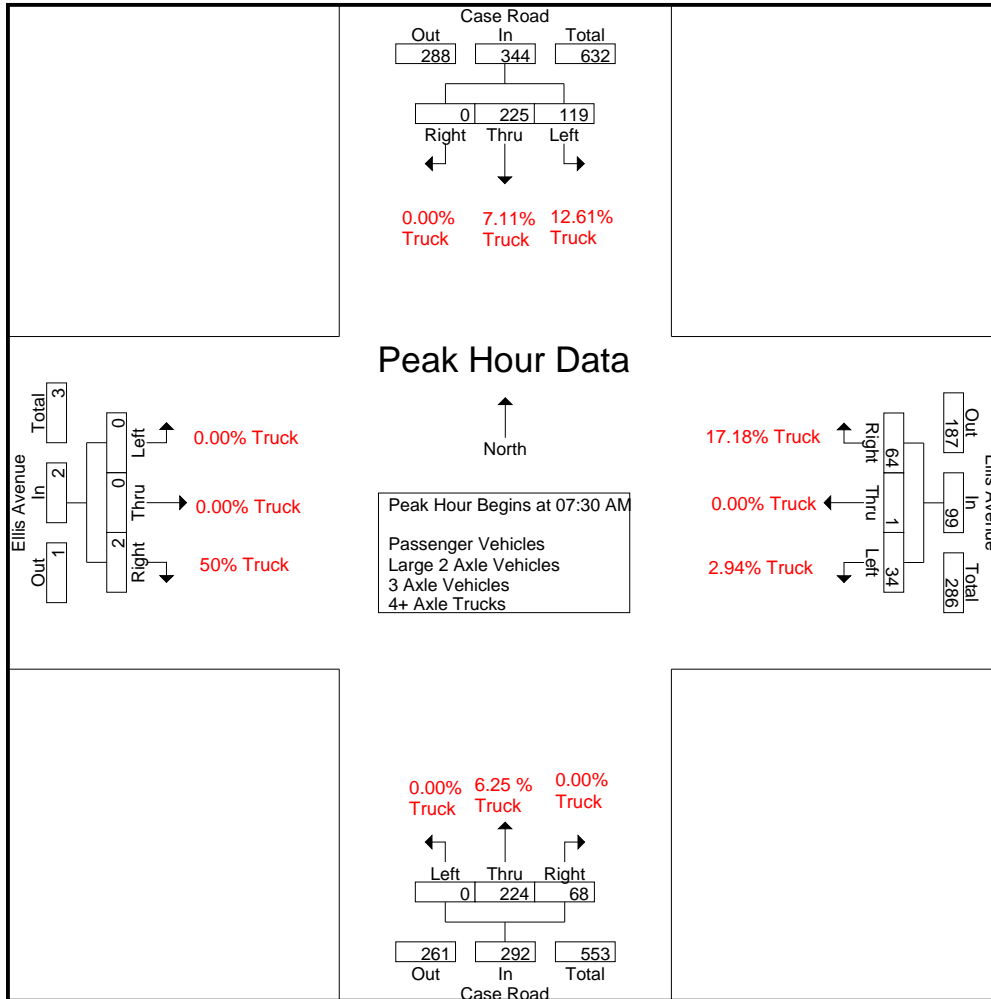 Case Road
Out In Total
288 344 632
0 225 119
Right Thru Left
0.00% Truck
7.11% Truck
12.61% Truck
Peak Hour Data
North
Peak Hour Begins at 07:30 AM
Passenger Vehicles
Large 2 Axle Vehicles
3 Axle Vehicles
4+ Axle Trucks
Ellis Avenue
Out In Total
1 2 3
Left Thru Right
0 0 2
0.00% Truck
0.00% Truck
50% Truck
17.18% Truck
0.00% Truck
2.94% Truck
Right Thru Left
64 1 34
Out In Total
187 99 286
Ellis Avenue
0.00% Truck
6.25 % Truck
0.00% Truck
Left Thru Right
0 224 68
261 292 553
Out In Total
Case Road